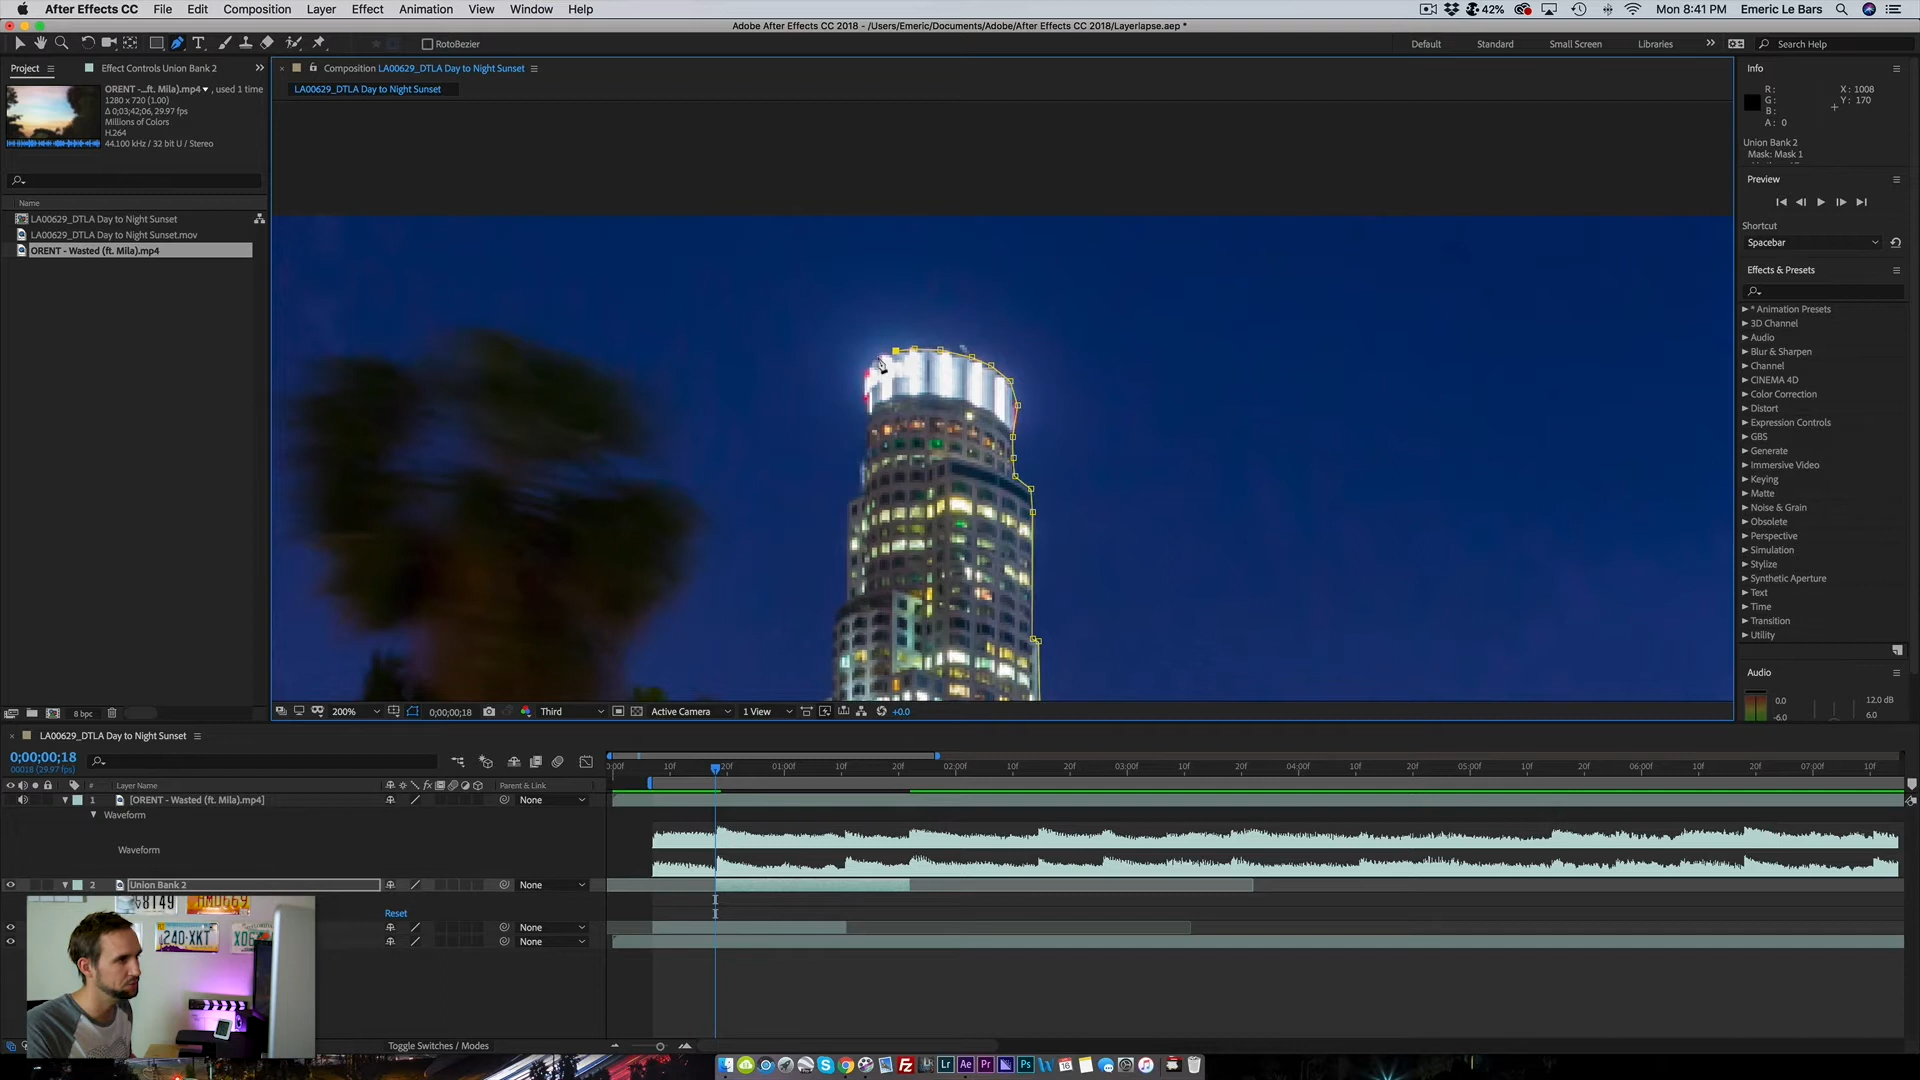 After Effects CC File Edit Composition Layer Effect Animation View Window Help
42% Mon 8:41 PM Emeric Le Bars
Adobe After Effects CC 2018 - /Users/Emeric/Documents/Adobe/After Effects CC 2018/Layerlapse.aep *
RotoBezier
Default Standard Small Screen Libraries Search Help
Project Effect Controls Union Bank 2
Composition LA00629_DTLA Day to Night Sunset
LA00629_DTLA Day to Night Sunset
ORENT -...ft. Mila).mp4 , used 1 time
1280 x 720 (1.00)
Δ 0;03;42;06, 29.97 fps
Millions of Colors
H.264
44.100 kHz / 32 bit U / Stereo
Name
LA00629_DTLA Day to Night Sunset
LA00629_DTLA Day to Night Sunset.mov
ORENT - Wasted (ft. Mila).mp4
8 bpc
200% 0;00;00;18 Third Active Camera 1 View +0.0
Info
R: X: 1008
G: Y: 170
B:
A: 0
Union Bank 2
Mask: Mask 1
Preview
Shortcut
Spacebar
Effects & Presets
* Animation Presets
3D Channel
Audio
Blur & Sharpen
Channel
CINEMA 4D
Color Correction
Distort
Expression Controls
GBS
Generate
Immersive Video
Keying
Matte
Noise & Grain
Obsolete
Perspective
Simulation
Stylize
Synthetic Aperture
Text
Time
Transition
Utility
Audio
0.0 12.0 dB
-6.0 6.0
LA00629_DTLA Day to Night Sunset
0;00;00;18
00018 (29.97 fps)
0:00f 10f 20f 01:00f 10f 20f 02:00f 10f 20f 03:00f 10f 20f 04:00f 10f 20f 05:00f 10f 20f 06:00f 10f 20f 07:00f 10f
# Layer Name Parent & Link
1 [ORENT - Wasted (ft. Mila).mp4] None
Waveform
Waveform
2 Union Bank 2 None
Reset
None
None
240·XKT
Toggle Switches / Modes
Lr Ae Pr Ps